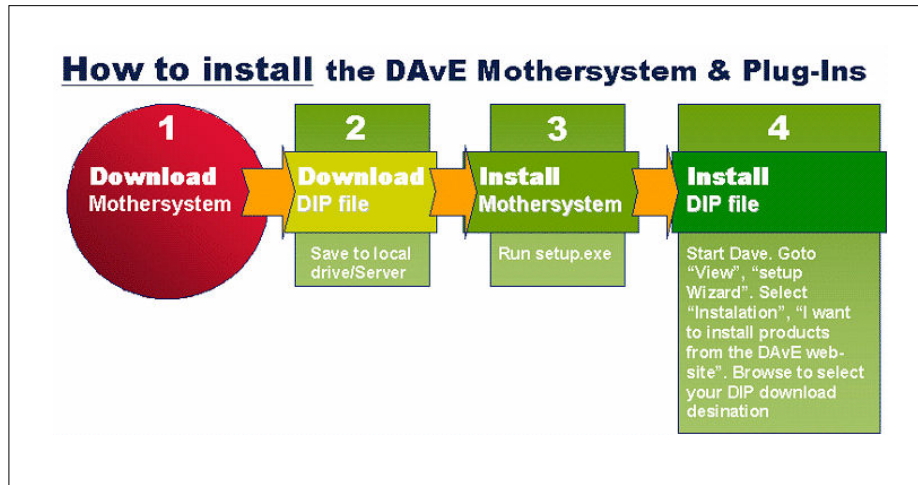 How to install the DAvE Mothersystem & Plug-Ins
1
Download
Mothersystem
2
Download
DIP file
Save to local
drive/Server
3
Install
Mothersystem
Run setup.exe
4
Install
DIP file
Start Dave. Goto
“View”, “setup
Wizard”. Select
“Instalation”, “I want
to install products
from the DAvE web-
site”. Browse to select
your DIP download
desination